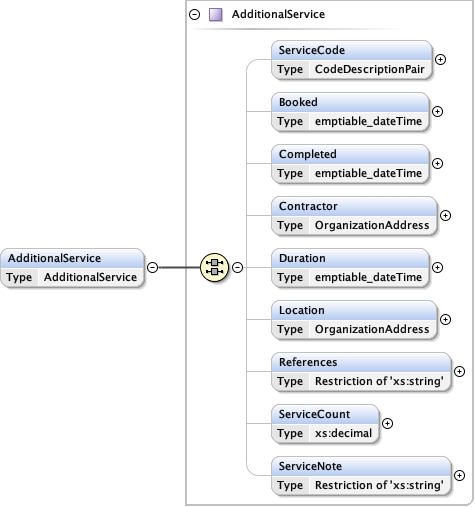 AdditionalService
ServiceCode
Type CodeDescriptionPair
Booked
Type emptiable_dateTime
Completed
Type emptiable_dateTime
Contractor
Type OrganizationAddress
AdditionalService
Type AdditionalService
Duration
Type emptiable_dateTime
Location
Type OrganizationAddress
References
Type Restriction of 'xs:string'
ServiceCount
Type xs:decimal
ServiceNote
Type Restriction of 'xs:string'